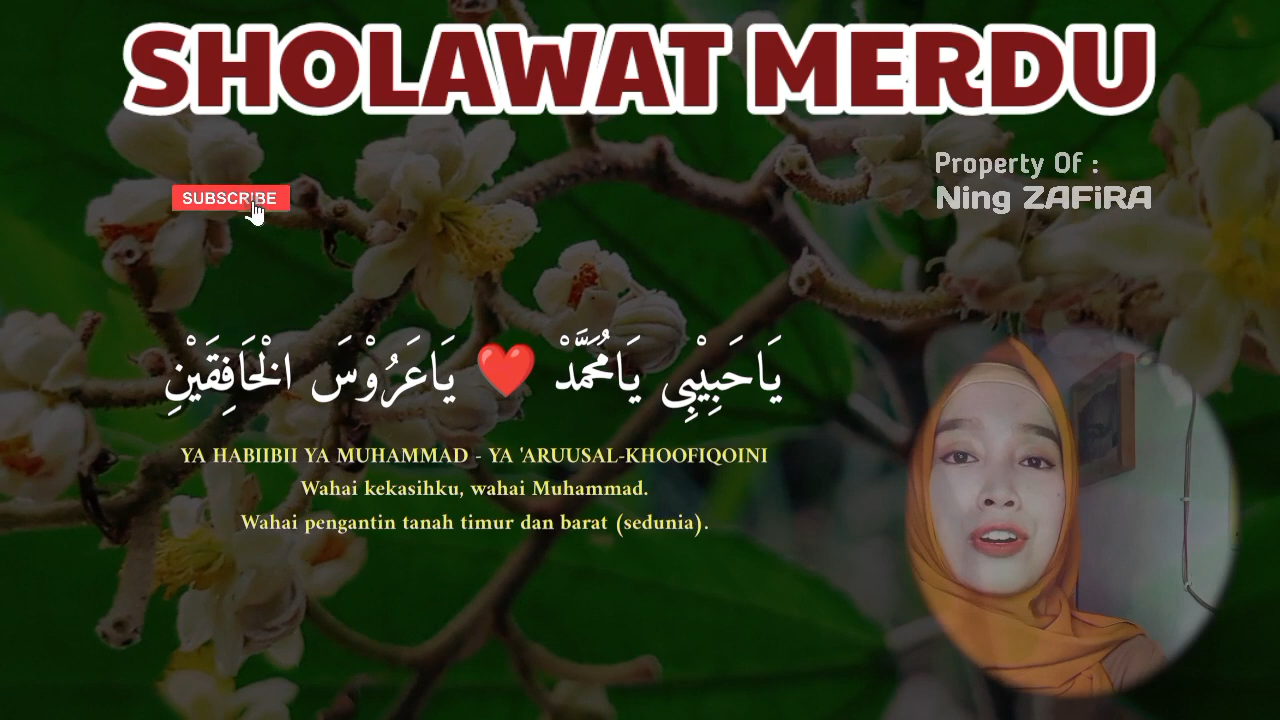 SHOLAWAT MERDU
Property Of :
Ning ZAFiRA
SUBSCRIBE
يَاحَبِيْبِى يَامُحَمَّدْ ❤️ يَاعَرُوْسَ الْخَافِقَيْنِ
YA HABIIBII YA MUHAMMAD - YA 'ARUUSAL-KHOOFIQOINI
Wahai kekasihku, wahai Muhammad.
Wahai pengantin tanah timur dan barat (sedunia).